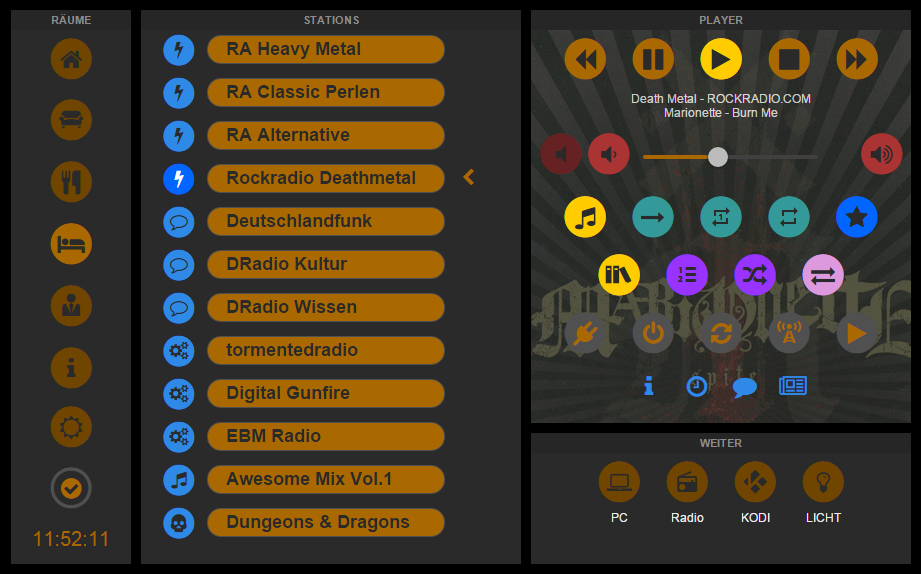 RÄUME
11:52:11
STATIONS
RA Heavy Metal
RA Classic Perlen
RA Alternative
Rockradio Deathmetal
Deutschlandfunk
DRadio Kultur
DRadio Wissen
tormentedradio
Digital Gunfire
EBM Radio
Awesome Mix Vol.1
Dungeons & Dragons
PLAYER
Death Metal - ROCKRADIO.COM
Marionette - Burn Me
spite
WEITER
PC
Radio
KODI
LICHT